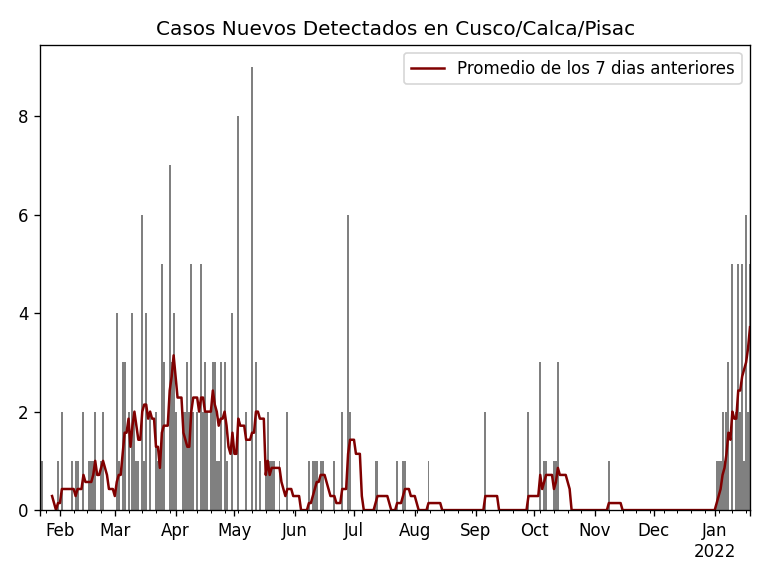 Casos Nuevos Detectados en Cusco/Calca/Pisac
Promedio de los 7 dias anteriores
8
6
4
2
0
Feb Mar Apr May Jun Jul Aug Sep Oct Nov Dec Jan
2022